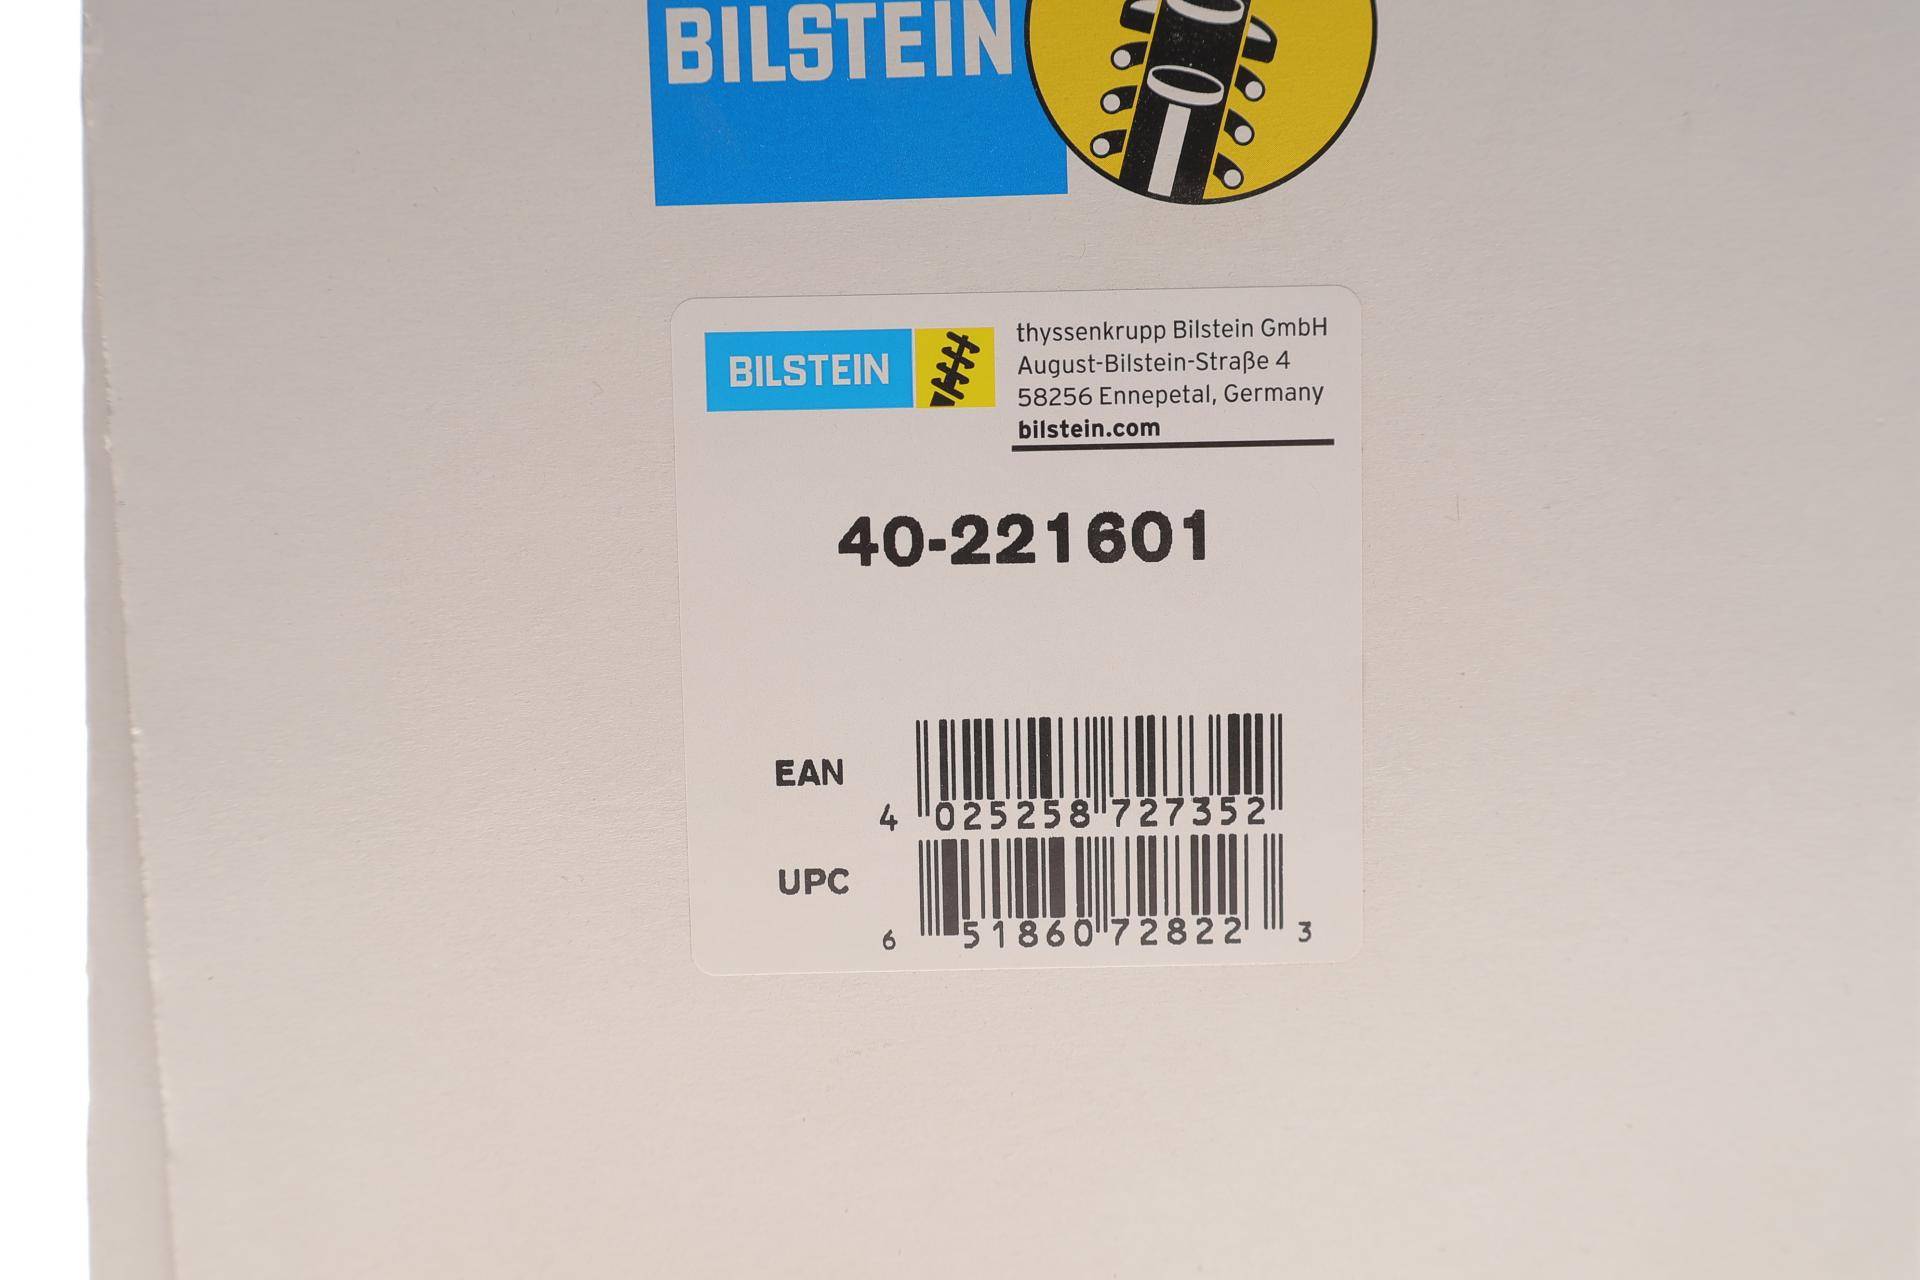 BILSTEIN
BILSTEIN
thyssenkrupp Bilstein GmbH
August-Bilstein-Straße 4
58256 Ennepetal, Germany
bilstein.com
40-221601
EAN
4 025258 727352
UPC
6 51860 72822 3